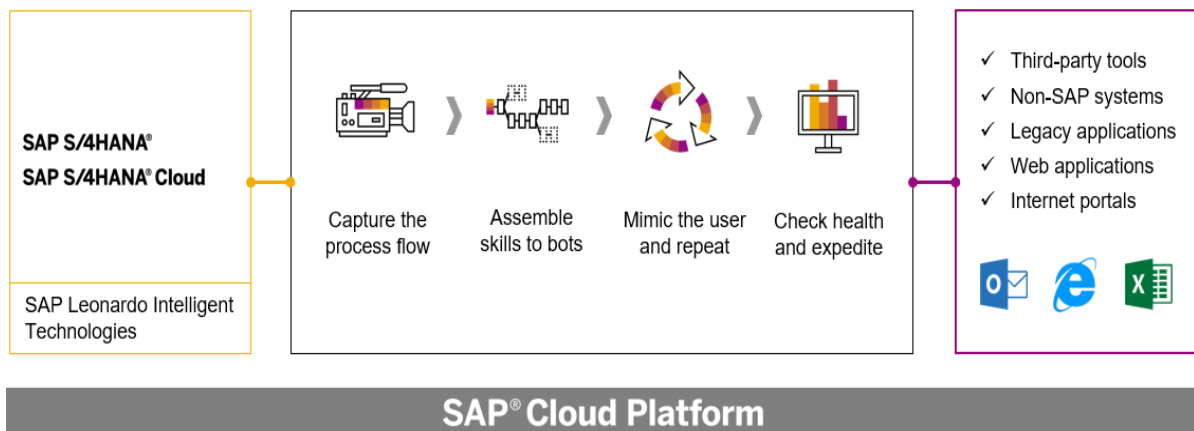 SAP S/4HANA®
SAP S/4HANA® Cloud
SAP Leonardo Intelligent
Technologies
Capture the
process flow
Assemble
skills to bots
Mimic the user
and repeat
Check health
and expedite
✓ Third-party tools
✓ Non-SAP systems
✓ Legacy applications
✓ Web applications
✓ Internet portals
O
e
X
SAP® Cloud Platform